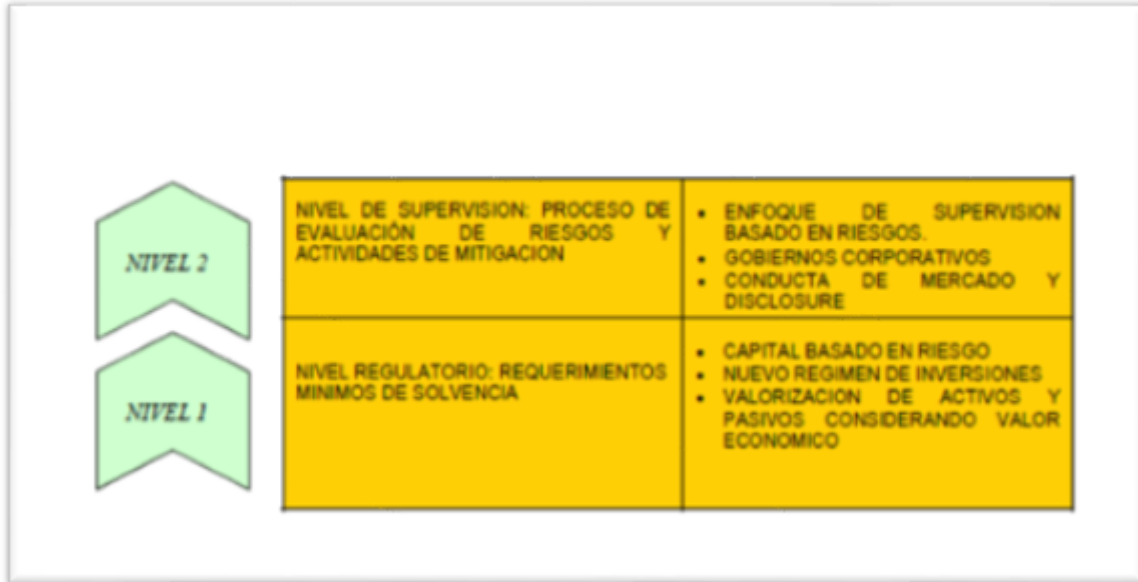 NIVEL 2
NIVEL DE SUPERVISION: PROCESO DE
EVALUACIÓN DE RIESGOS Y
ACTIVIDADES DE MITIGACION
• ENFOQUE DE SUPERVISION
BASADO EN RIESGOS.
• GOBIERNOS CORPORATIVOS
• CONDUCTA DE MERCADO Y
DISCLOSURE
NIVEL 1
NIVEL REGULATORIO: REQUERIMIENTOS
MINIMOS DE SOLVENCIA
• CAPITAL BASADO EN RIESGO
• NUEVO REGIMEN DE INVERSIONES
• VALORIZACION DE ACTIVOS Y
PASIVOS CONSIDERANDO VALOR
ECONOMICO